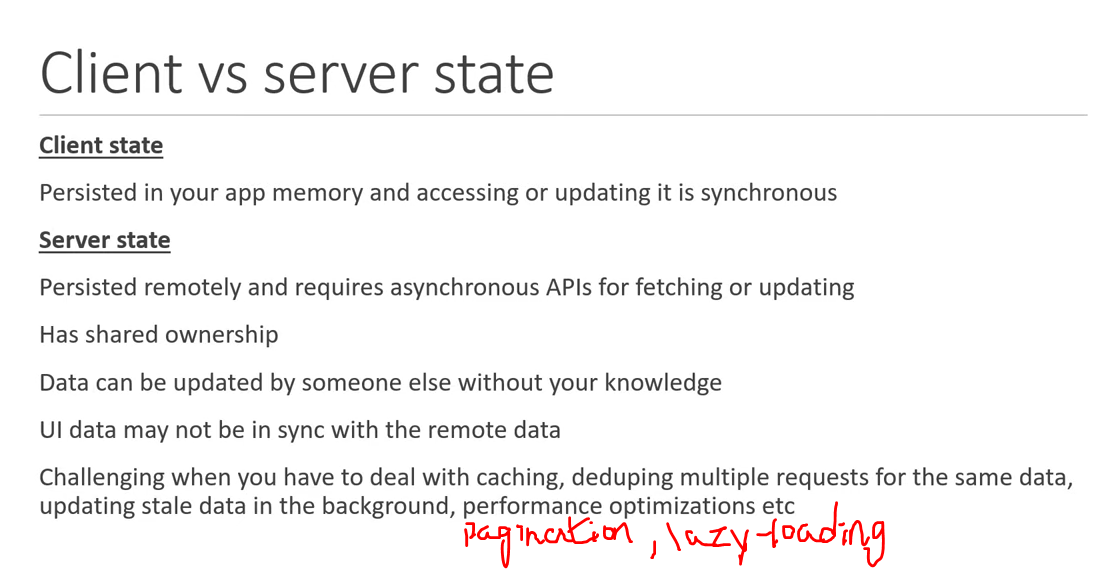 Client vs server state
Client state
Persisted in your app memory and accessing or updating it is synchronous
Server state
Persisted remotely and requires asynchronous APIs for fetching or updating
Has shared ownership
Data can be updated by someone else without your knowledge
UI data may not be in sync with the remote data
Challenging when you have to deal with caching, deduping multiple requests for the same data,
updating stale data in the background, performance optimizations etc
pagination, lazy-loading